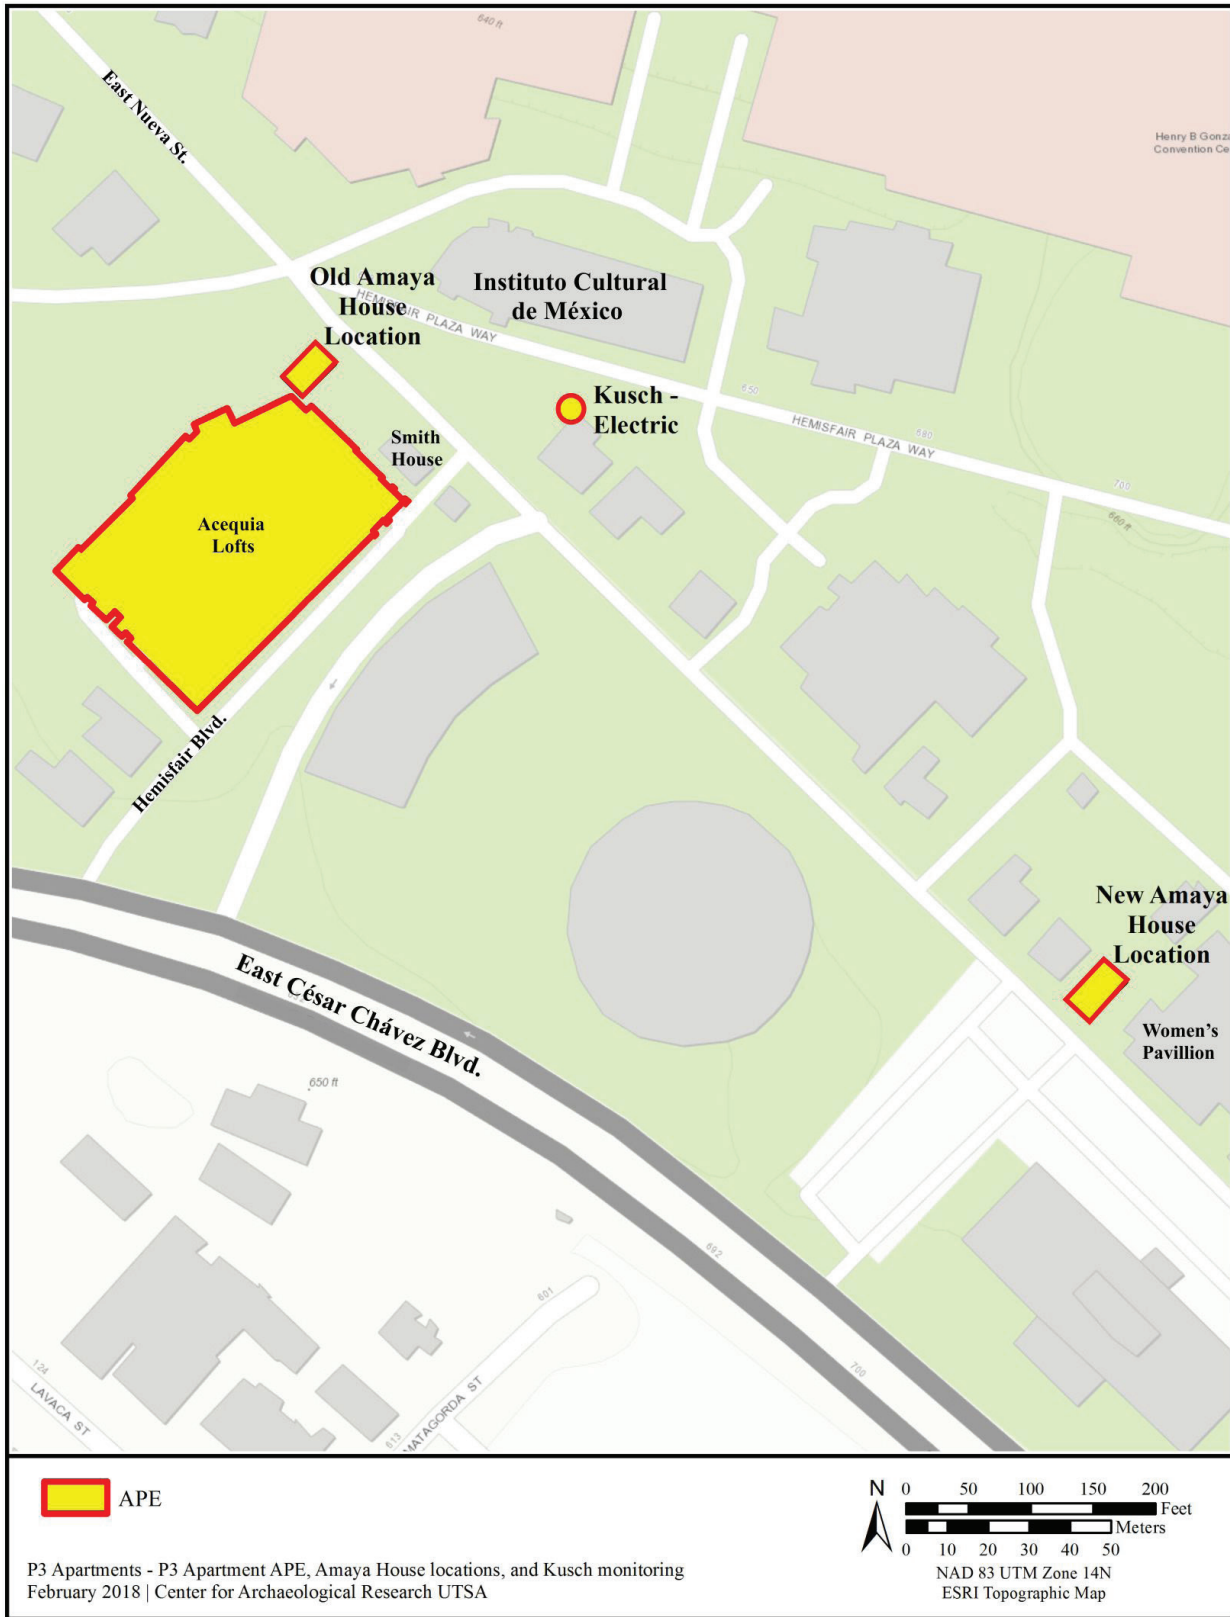 640 ft
East Nueva St.
Henry B Gonza
Convention Ce
Old Amaya
House
Location
HEMISFAIR PLAZA WAY
Instituto Cultural
de México
650
Kusch -
Electric
HEMISFAIR PLAZA WAY
680
700
660 ft
Smith
House
Acequia
Lofts
Hemisfair Blvd.
New Amaya
House
Location
Women's
Pavillion
East César Chávez Blvd.
650 ft
692
601
700
124
LAVACA ST
613
MATAGORDA ST
APE
N
0 50 100 150 200
Feet
Meters
0 10 20 30 40 50
NAD 83 UTM Zone 14N
ESRI Topographic Map
P3 Apartments - P3 Apartment APE, Amaya House locations, and Kusch monitoring
February 2018 | Center for Archaeological Research UTSA